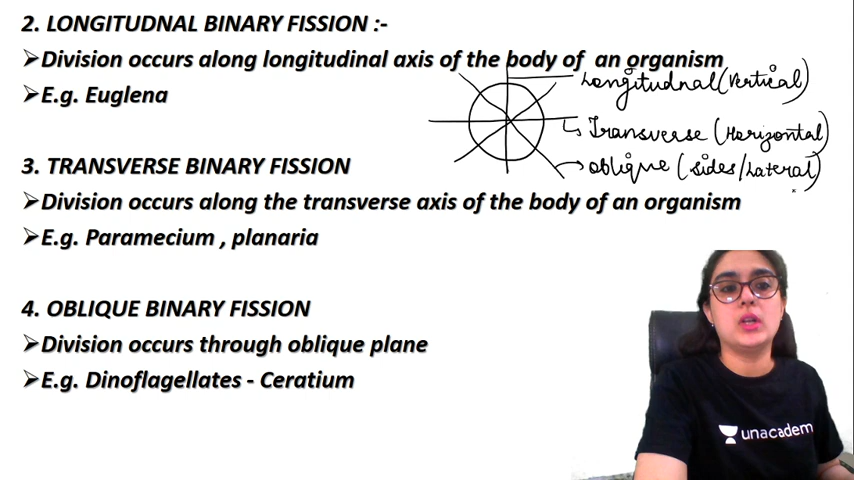 2. LONGITUDNAL BINARY FISSION :-
➢Division occurs along longitudinal axis of the body of an organism
Longitudnal (Vertical)
➢E.g. Euglena
Transverse (Horizontal)
oblique (sides/Lateral)
3. TRANSVERSE BINARY FISSION
➢Division occurs along the transverse axis of the body of an organism
➢E.g. Paramecium , planaria
4. OBLIQUE BINARY FISSION
➢Division occurs through oblique plane
➢E.g. Dinoflagellates - Ceratium
unacadem